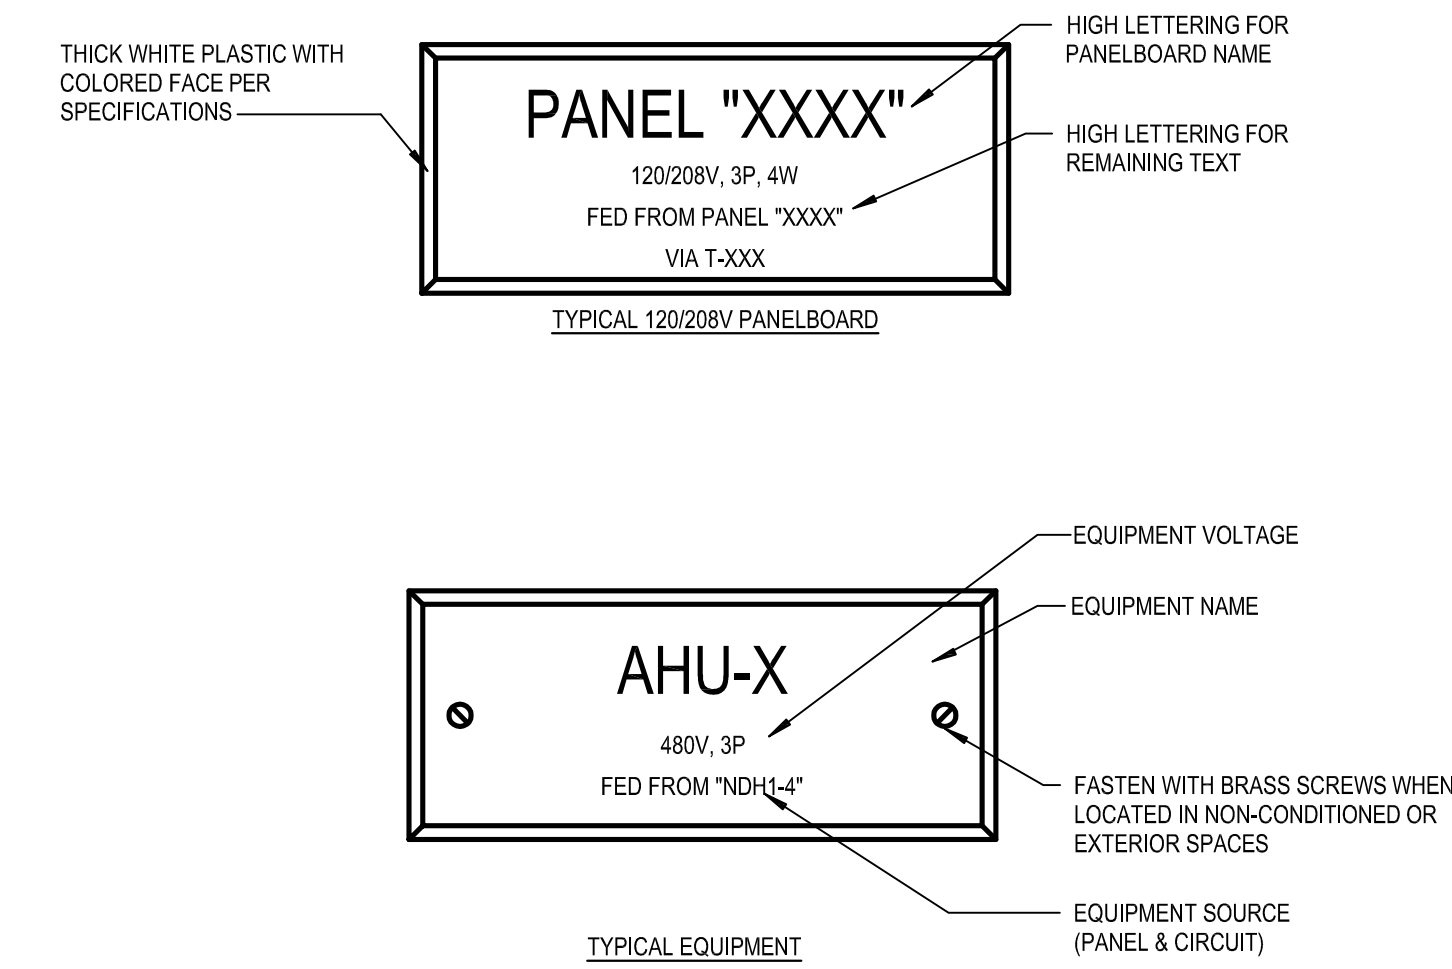 THICK WHITE PLASTIC WITH
COLORED FACE PER
SPECIFICATIONS
HIGH LETTERING FOR
PANELBOARD NAME
PANEL "XXXX"
HIGH LETTERING FOR
REMAINING TEXT
120/208V, 3P, 4W
FED FROM PANEL "XXXX"
VIA T-XXX
TYPICAL 120/208V PANELBOARD
EQUIPMENT VOLTAGE
EQUIPMENT NAME
AHU-X
480V, 3P
FED FROM "NDH1-4"
FASTEN WITH BRASS SCREWS WHEN
LOCATED IN NON-CONDITIONED OR
EXTERIOR SPACES
EQUIPMENT SOURCE
(PANEL & CIRCUIT)
TYPICAL EQUIPMENT